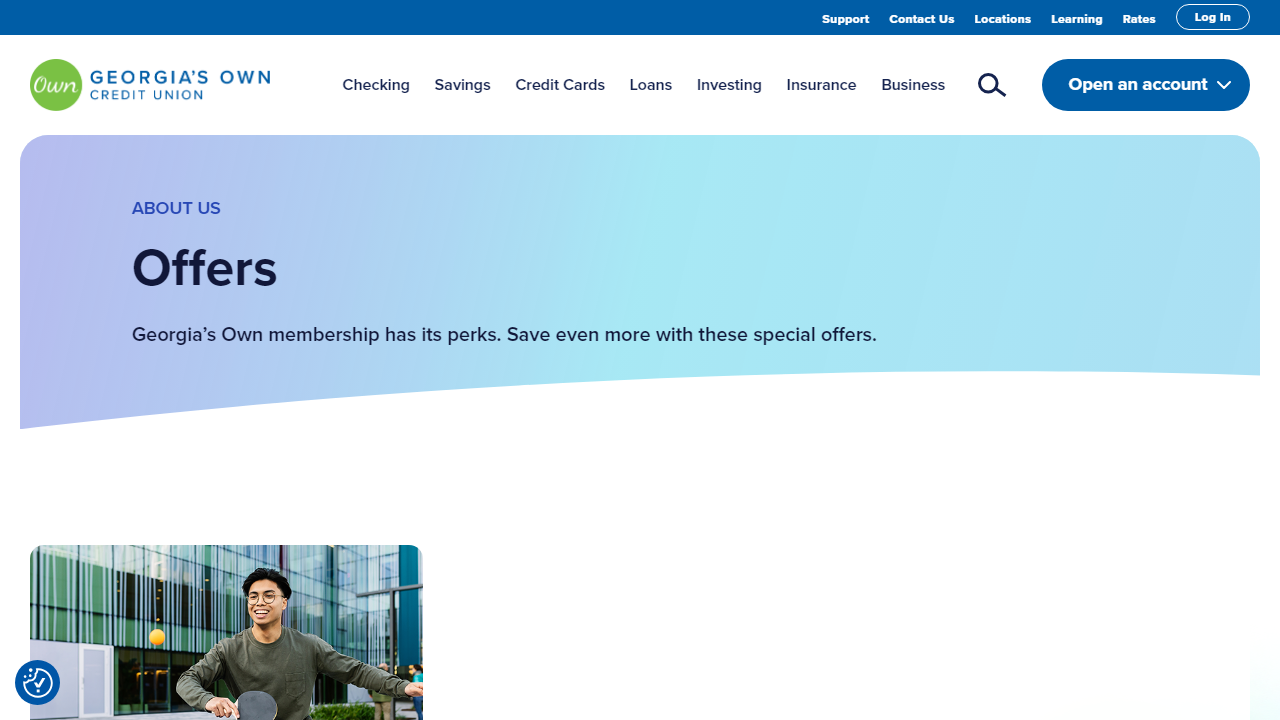 Support Contact Us Locations Learning Rates Log In
Own GEORGIA'S OWN
CREDIT UNION
Checking Savings Credit Cards Loans Investing Insurance Business Open an account
ABOUT US
Offers
Georgia’s Own membership has its perks. Save even more with these special offers.